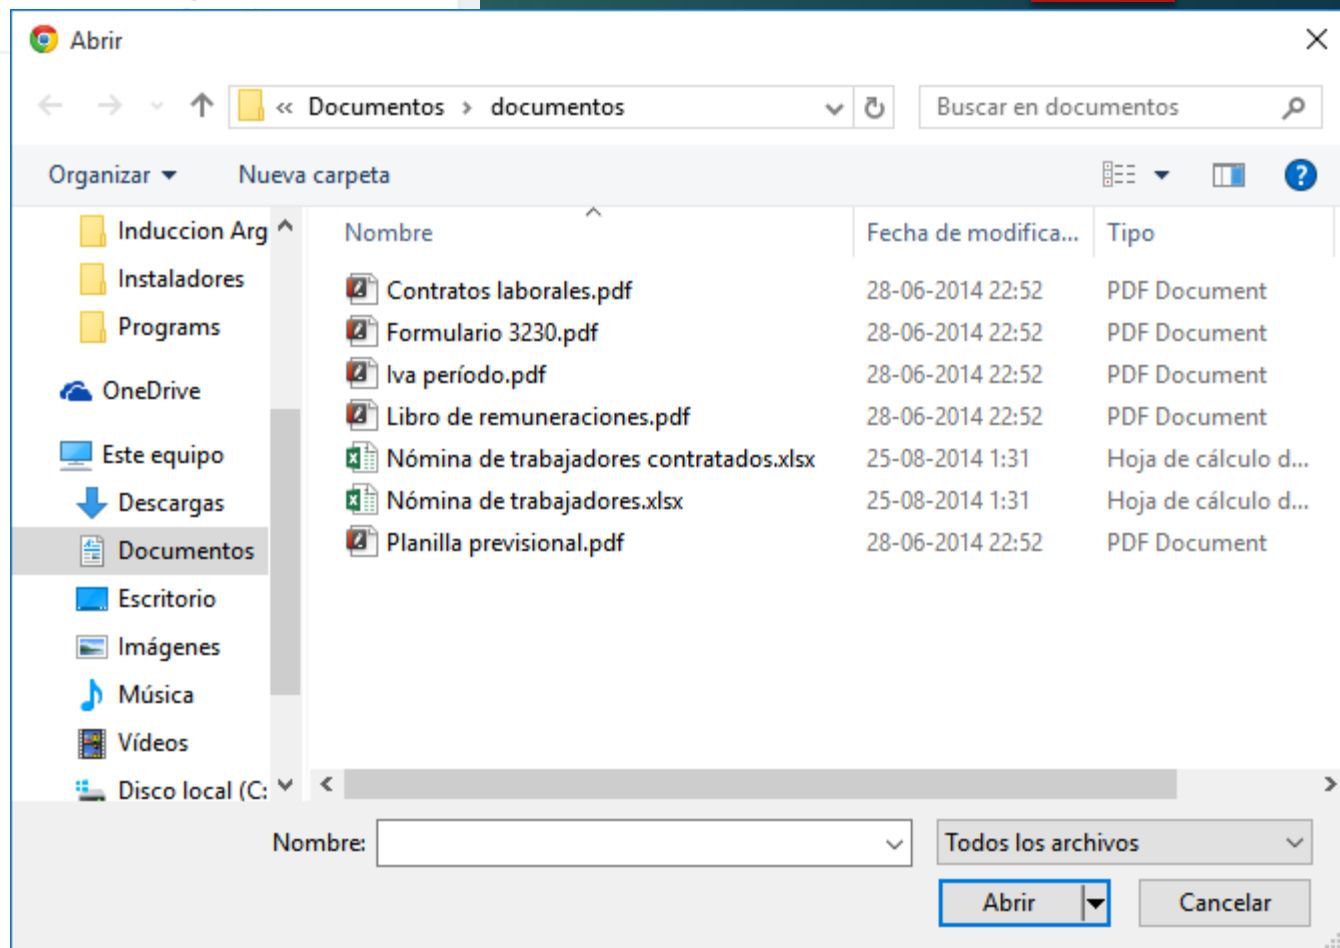 Abrir
« Documentos › documentos
Buscar en documentos
Organizar
Nueva carpeta
?
Nombre
Fecha de modifica...
Tipo
Induccion Arg
Instaladores
Programs
OneDrive
Este equipo
Descargas
Documentos
Escritorio
Imágenes
Música
Vídeos
Disco local (C:
Contratos laborales.pdf 28-06-2014 22:52 PDF Document
Formulario 3230.pdf 28-06-2014 22:52 PDF Document
Iva período.pdf 28-06-2014 22:52 PDF Document
Libro de remuneraciones.pdf 28-06-2014 22:52 PDF Document
Nómina de trabajadores contratados.xlsx 25-08-2014 1:31 Hoja de cálculo d...
Nómina de trabajadores.xlsx 25-08-2014 1:31 Hoja de cálculo d...
Planilla previsional.pdf 28-06-2014 22:52 PDF Document
Nombre:
Todos los archivos
Abrir
Cancelar